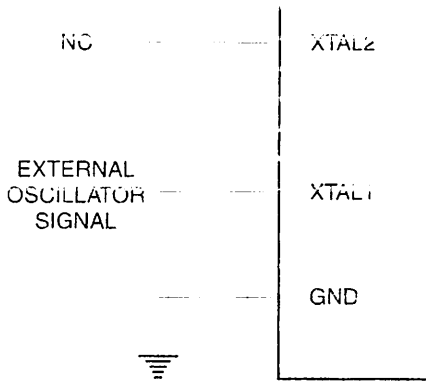 NC
XTAL2
EXTERNAL
OSCILLATOR
SIGNAL
XTAL1
GND